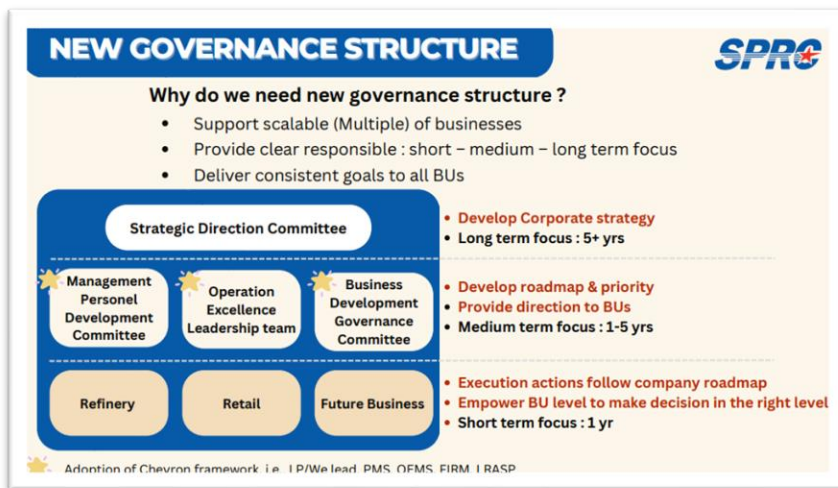 NEW GOVERNANCE STRUCTURE
SPRC
Why do we need new governance structure ?
• Support scalable (Multiple) of businesses
• Provide clear responsible : short – medium – long term focus
• Deliver consistent goals to all BUs
Strategic Direction Committee
• Develop Corporate strategy
• Long term focus : 5+ yrs
Management
Personel
Development
Committee
Operation
Excellence
Leadership team
Business
Development
Governance
Committee
• Develop roadmap & priority
• Provide direction to BUs
• Medium term focus : 1-5 yrs
Refinery
Retail
Future Business
• Execution actions follow company roadmap
• Empower BU level to make decision in the right level
• Short term focus : 1 yr
Adoption of Chevron framework, i.e., LP/We lead, PMS, OEMS,